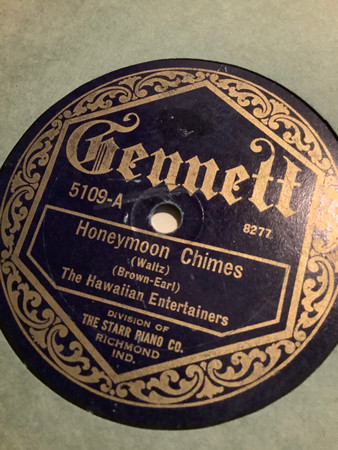 Gennett
5109-A
8277
Honeymoon Chimes
(Waltz)
(Brown-Earl)
The Hawaiian Entertainers
DIVISION OF
THE STARR PIANO CO.
RICHMOND
IND.